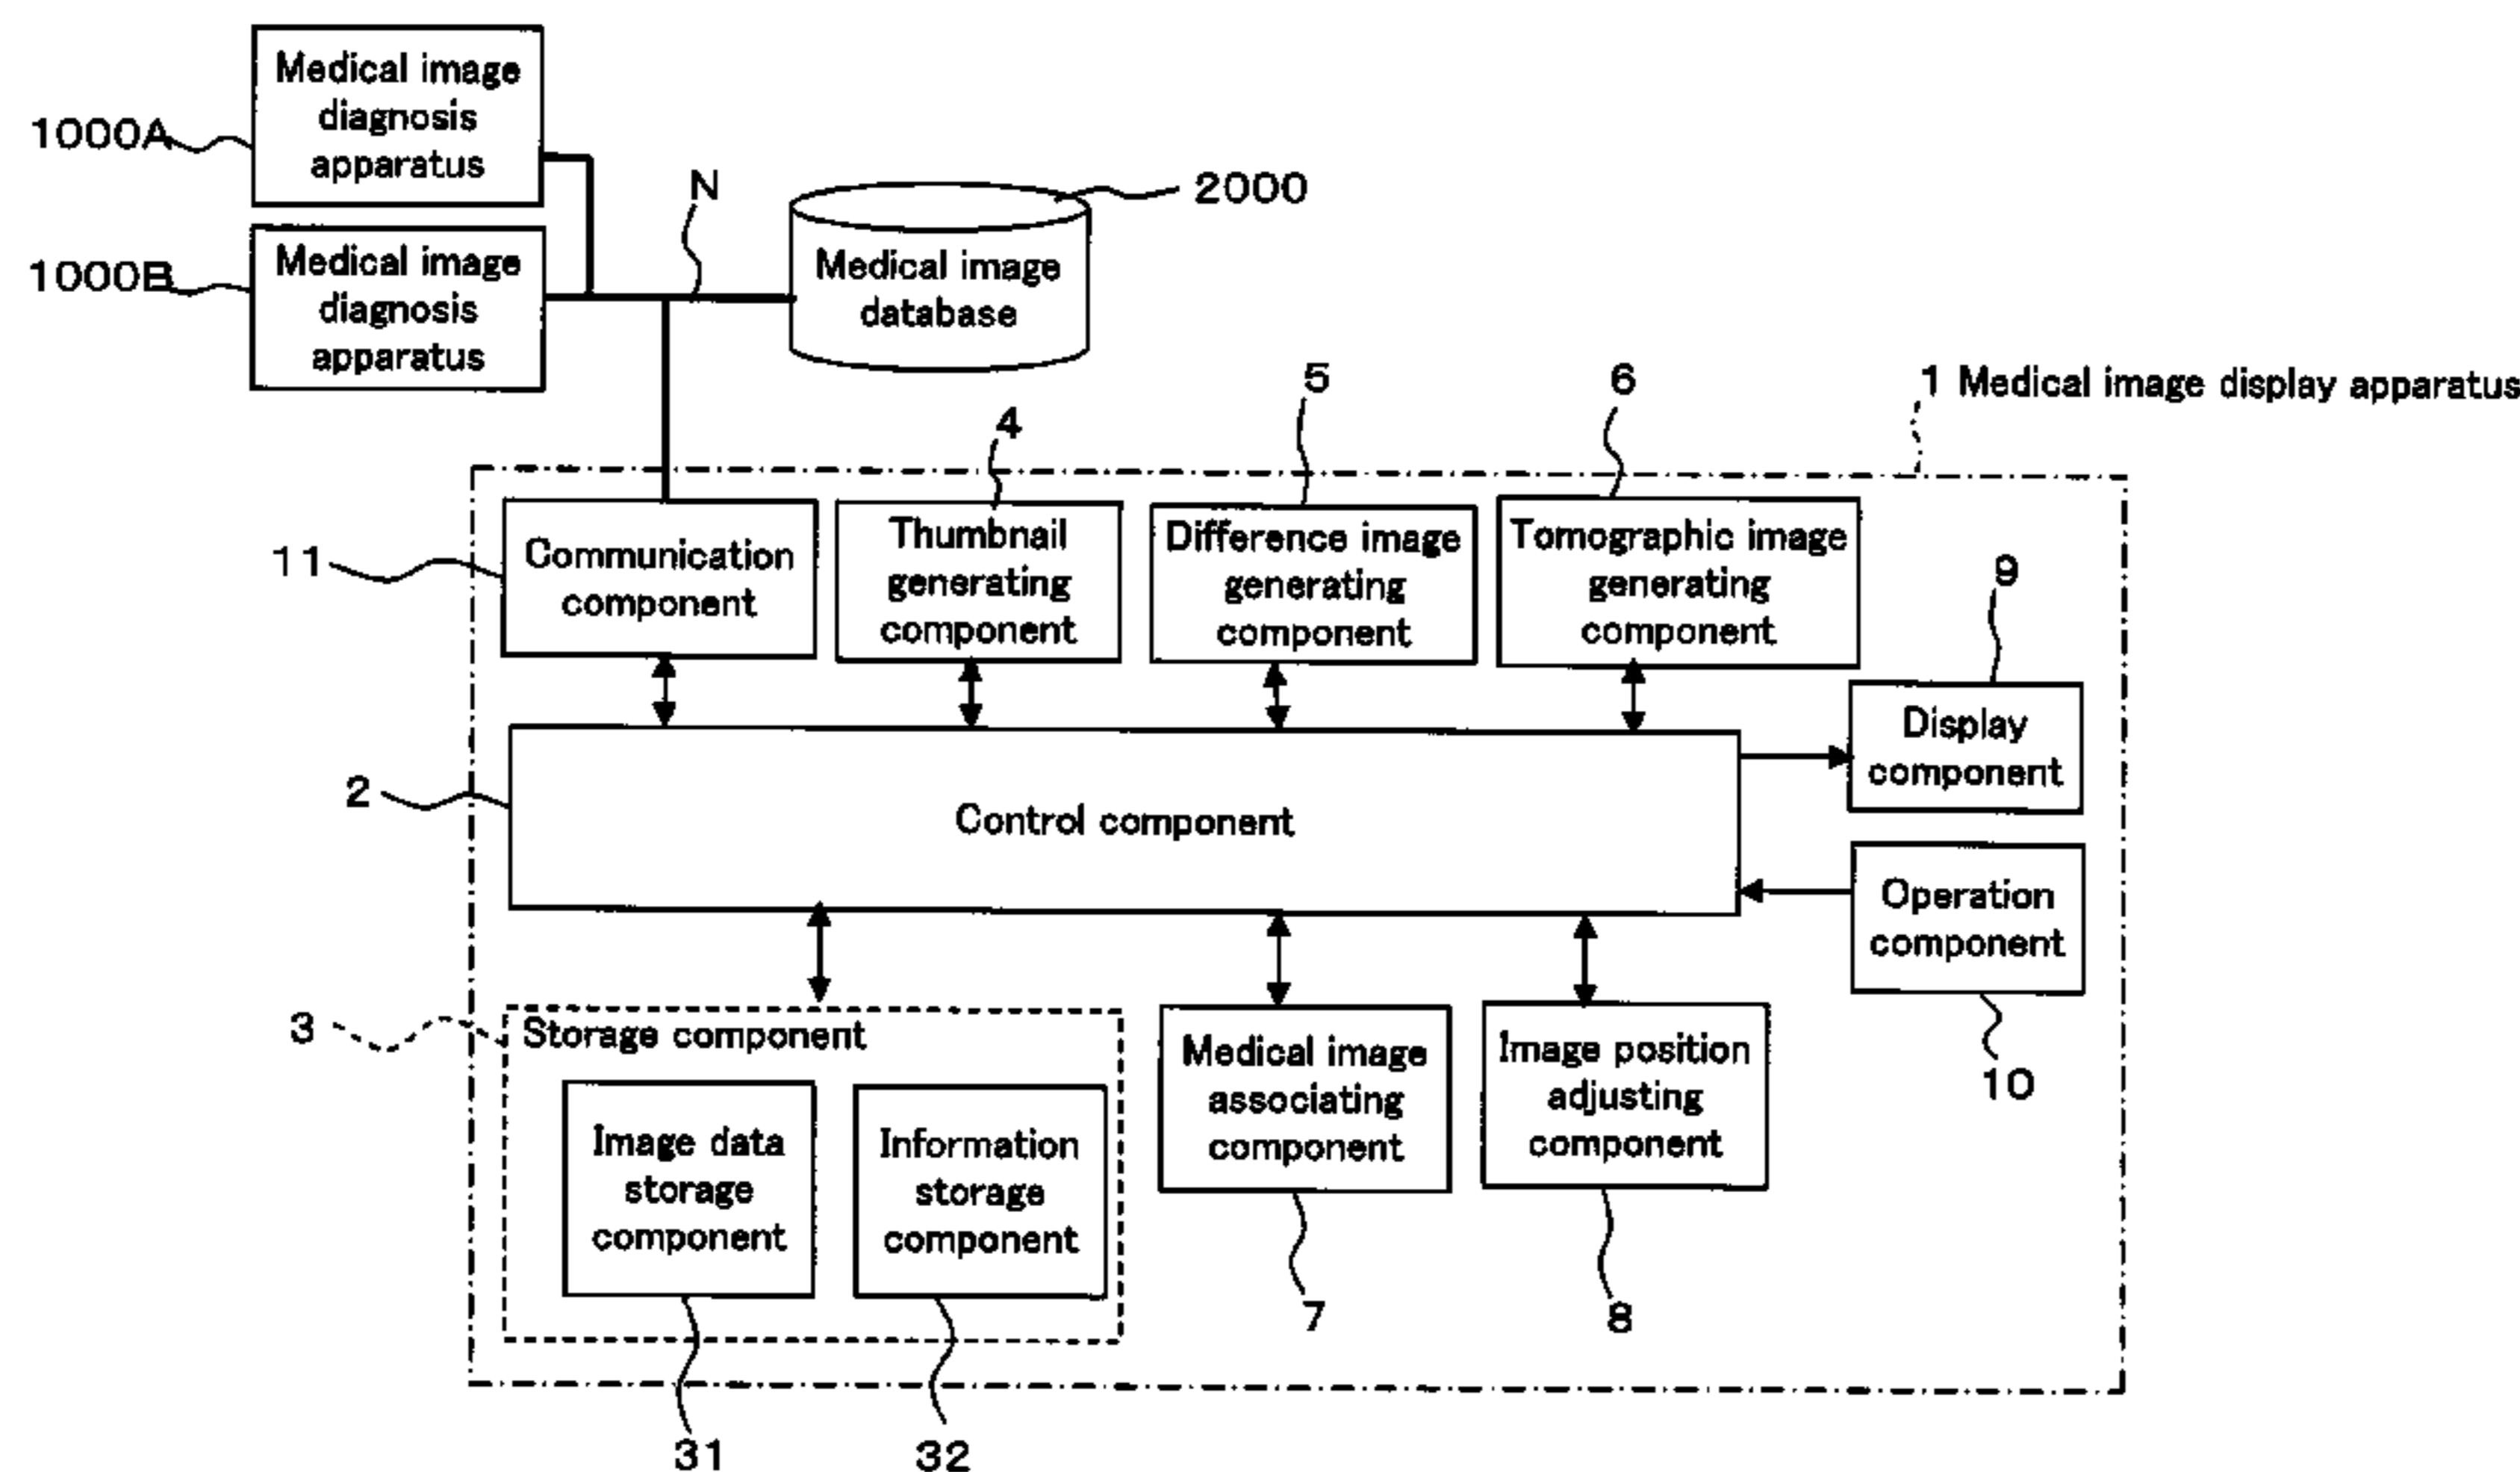 Medical image
diagnosis
apparatus
1000A
N
2000
Medical image
diagnosis
apparatus
1000B
Medical image
database
1 Medical image display apparatus
4
5
6
11
Communication
component
Thumbnail
generating
component
Difference image
generating
component
Tomographic image
generating
component
9
Display
component
2
Control component
Operation
component
10
3
Storage component
Image data
storage
component
Information
storage
component
Medical image
associating
component
Image position
adjusting
component
7
8
31
32